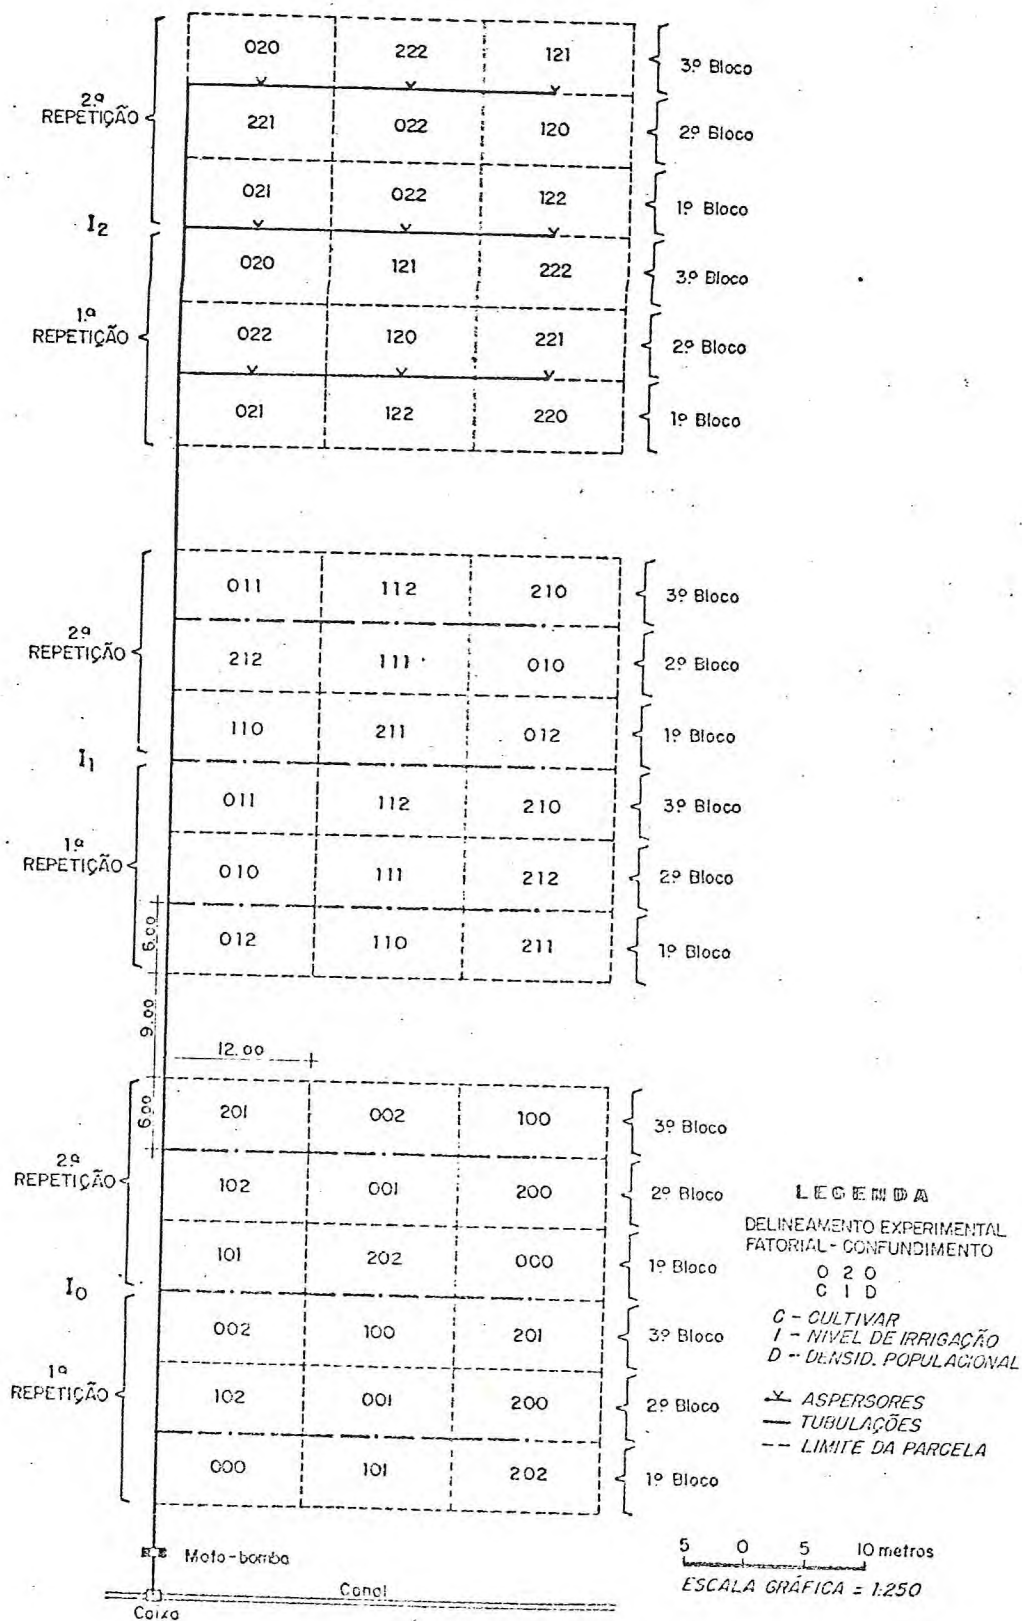 020 222 121 3º Bloco
2ª
REPETIÇÃO
221 022 120 2º Bloco
021 022 122 1º Bloco
I2
020 121 222 3º Bloco
1ª
REPETIÇÃO
022 120 221 2º Bloco
021 122 220 1º Bloco
011 112 210 3º Bloco
2ª
REPETIÇÃO
212 111 010 2º Bloco
110 211 012 1º Bloco
I1
011 112 210 3º Bloco
1ª
REPETIÇÃO
010 111 212 2º Bloco
6.00
012 110 211 1º Bloco
9.00
12.00
6.00
201 002 100 3º Bloco
2ª
REPETIÇÃO
102 001 200 2º Bloco
101 202 000 1º Bloco
I0
002 100 201 3º Bloco
1ª
REPETIÇÃO
102 001 200 2º Bloco
000 101 202 1º Bloco
Moto-bomba
Canal
Caixa
LEGENDA
DELINEAMENTO EXPERIMENTAL
FATORIAL - CONFUNDIMENTO
0 2 0
C I D
C - CULTIVAR
I - NIVEL DE IRRIGAÇÃO
D - DENSID. POPULACIONAL
ASPERSORES
TUBULAÇÕES
LIMITE DA PARCELA
5 0 5 10 metros
ESCALA GRÁFICA = 1:250